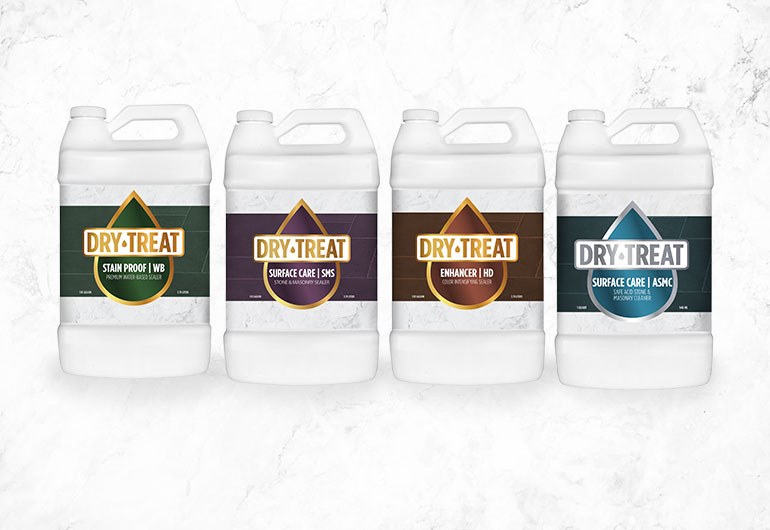 DRY•TREAT
STAIN PROOF | WB
PREMIUM WATER-BASED SEALER
DRY•TREAT
SURFACE CARE | SMS
STONE & MASONRY SEALER
DRY•TREAT
ENHANCER | HD
COLOR INTENSIFYING SEALER
DRY•TREAT
SURFACE CARE | ASMC
SAFE ACID STONE &
MASONRY CLEANER